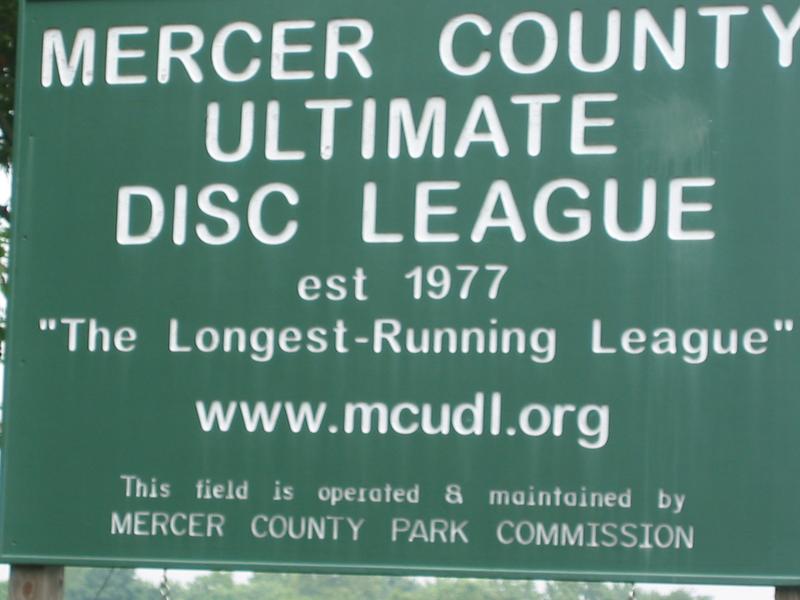 MERCER COUNTY
ULTIMATE
DISC LEAGUE
est 1977
"The Longest-Running League"
www.mcudl.org
This field is operated & maintained by
MERCER COUNTY PARK COMMISSION